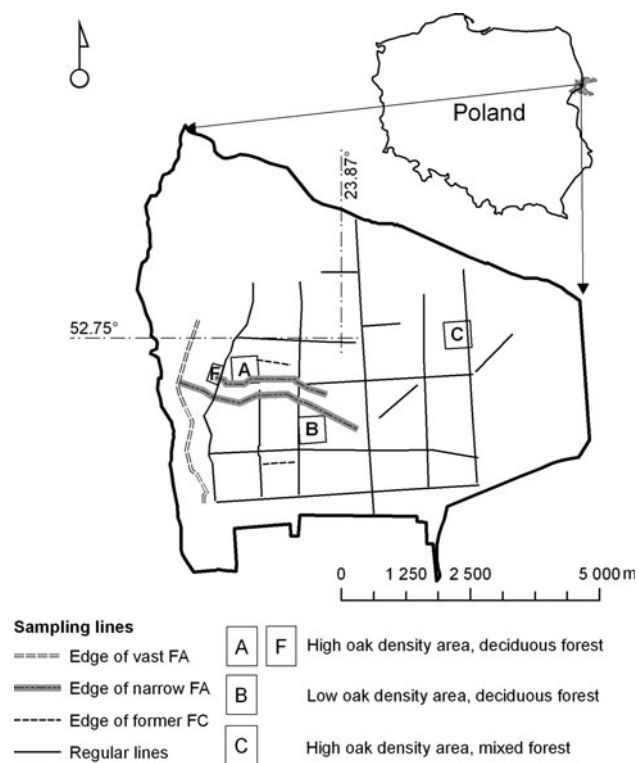 Poland
23.87°
52.75°
C
F
A
B
0 1 250 2 500 5 000 m
Sampling lines
Edge of vast FA
Edge of narrow FA
Edge of former FC
Regular lines
A F High oak density area, deciduous forest
B Low oak density area, deciduous forest
C High oak density area, mixed forest